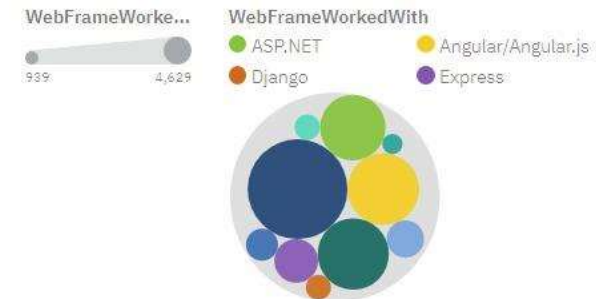 WebFrameWorke...
939
4,629
WebFrameWorkedWith
ASP.NET
Angular/Angular.js
Django
Express